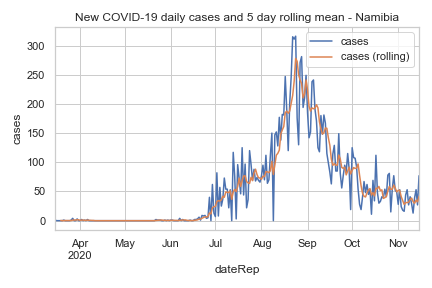 New COVID-19 daily cases and 5 day rolling mean - Namibia
cases
cases (rolling)
300
250
200
150
100
50
0
cases
Apr May Jun Jul Aug Sep Oct Nov
2020
dateRep